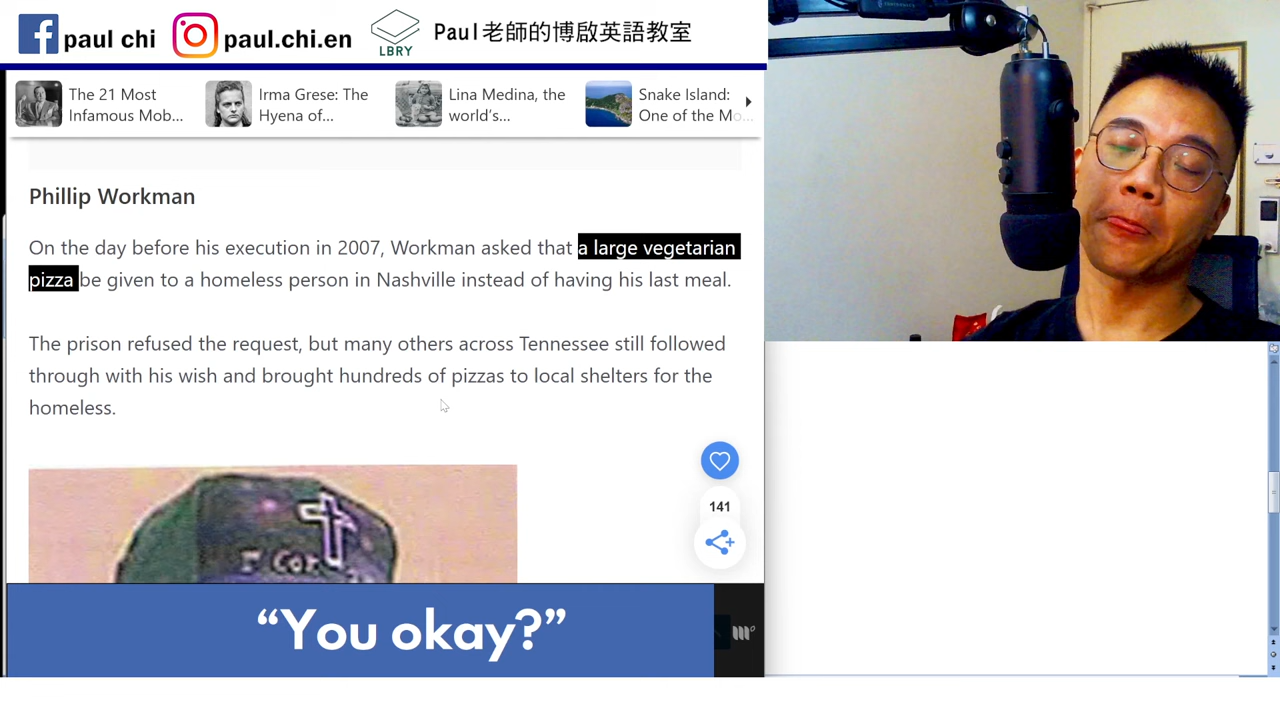 paul chi
paul.chi.en
LBRY
Paul老師的博啟英語教室
The 21 Most
Infamous Mob...
Irma Grese: The
Hyena of...
Lina Medina, the
world's...
Snake Island:
One of the Mo...
Phillip Workman
On the day before his execution in 2007, Workman asked that a large vegetarian
pizza be given to a homeless person in Nashville instead of having his last meal.
The prison refused the request, but many others across Tennessee still followed
through with his wish and brought hundreds of pizzas to local shelters for the
homeless.
141
“You okay?”